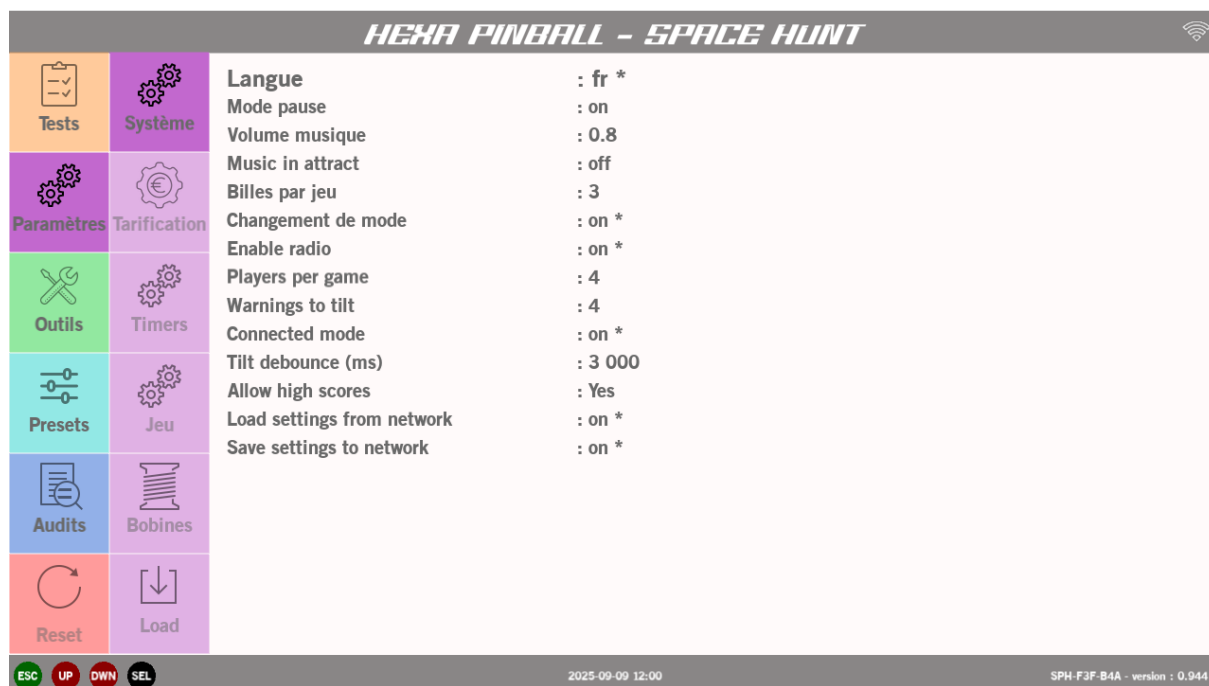 HEXA PINBALL - SPACE HUNT
Tests
Système
Paramètres
Tarification
Outils
Timers
Presets
Jeu
Audits
Bobines
Reset
Load
Langue : fr *
Mode pause : on
Volume musique : 0.8
Music in attract : off
Billes par jeu : 3
Changement de mode : on *
Enable radio : on *
Players per game : 4
Warnings to tilt : 4
Connected mode : on *
Tilt debounce (ms) : 3 000
Allow high scores : Yes
Load settings from network : on *
Save settings to network : on *
ESC UP DWN SEL
2025-09-09 12:00
SPH-F3F-B4A - version : 0.944